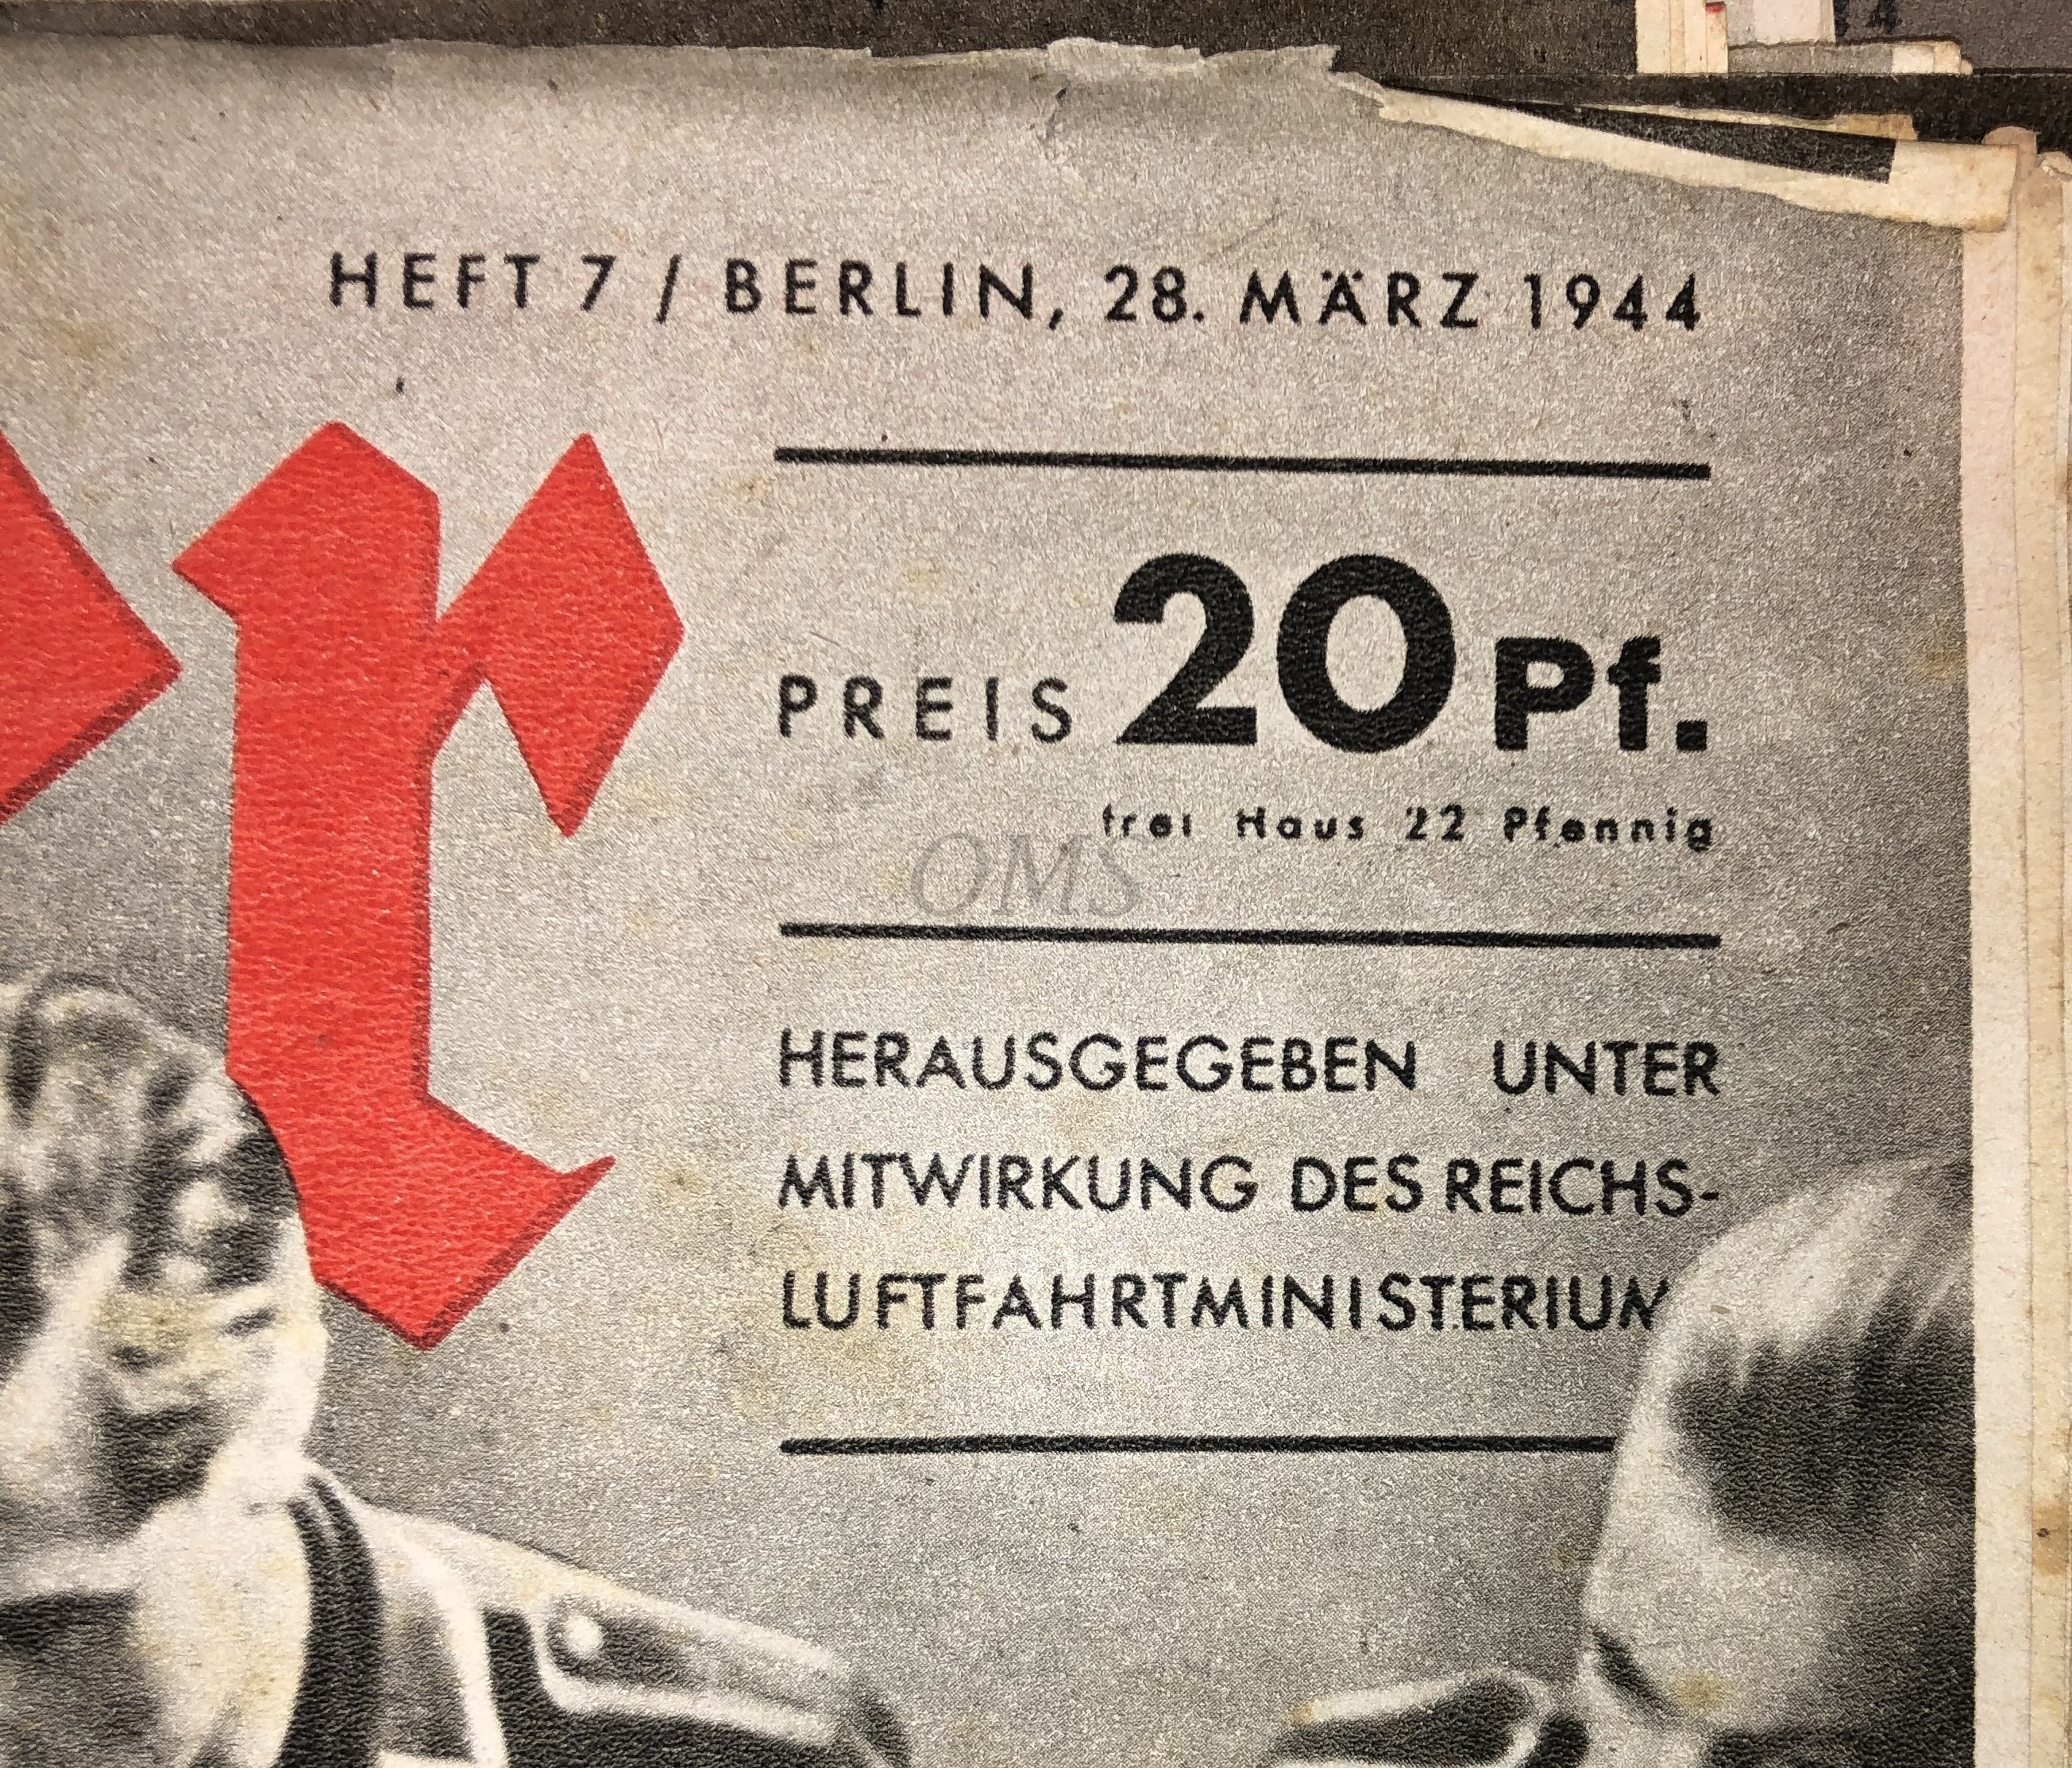 HEFT 7 / BERLIN, 28. MÄRZ 1944
r
PREIS 20 Pf.
frei Haus 22 Pfennig
OMS
HERAUSGEGEBEN UNTER
MITWIRKUNG DES REICHS-
LUFTFAHRTMINISTERIUM